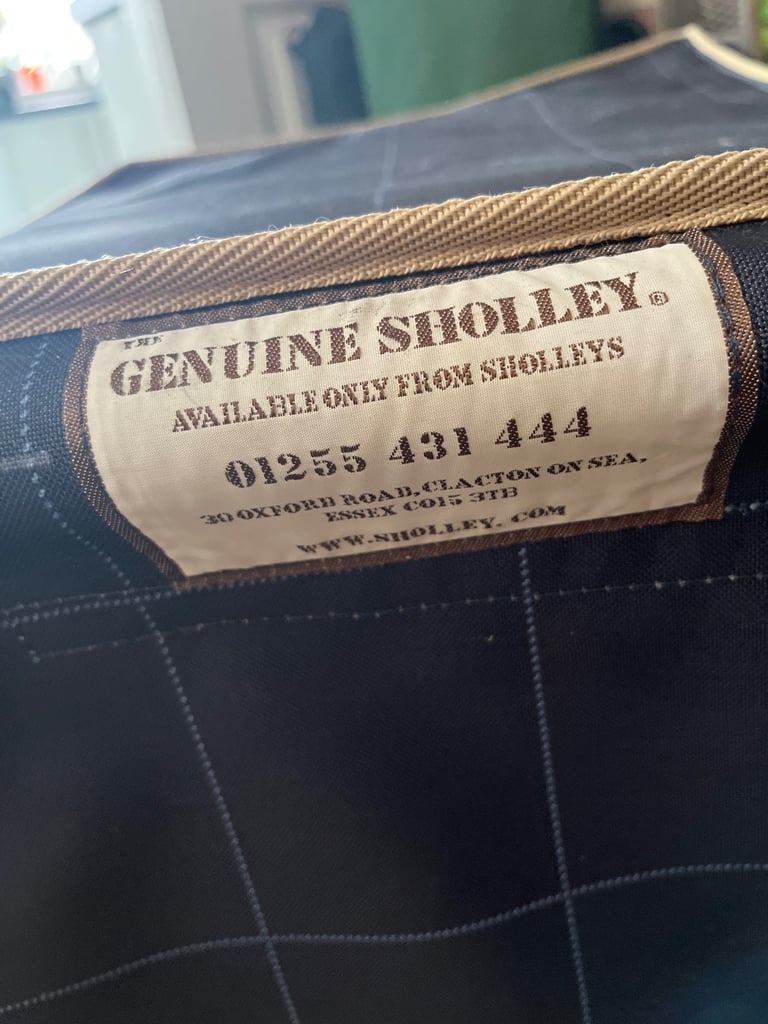 THE
GENUINE SHOLLEY®
AVAILABLE ONLY FROM SHOLLEYS
01255 431 444
30 OXFORD ROAD, CLACTON ON SEA,
ESSEX CO15 3TB
WWW.SHOLLEY. COM